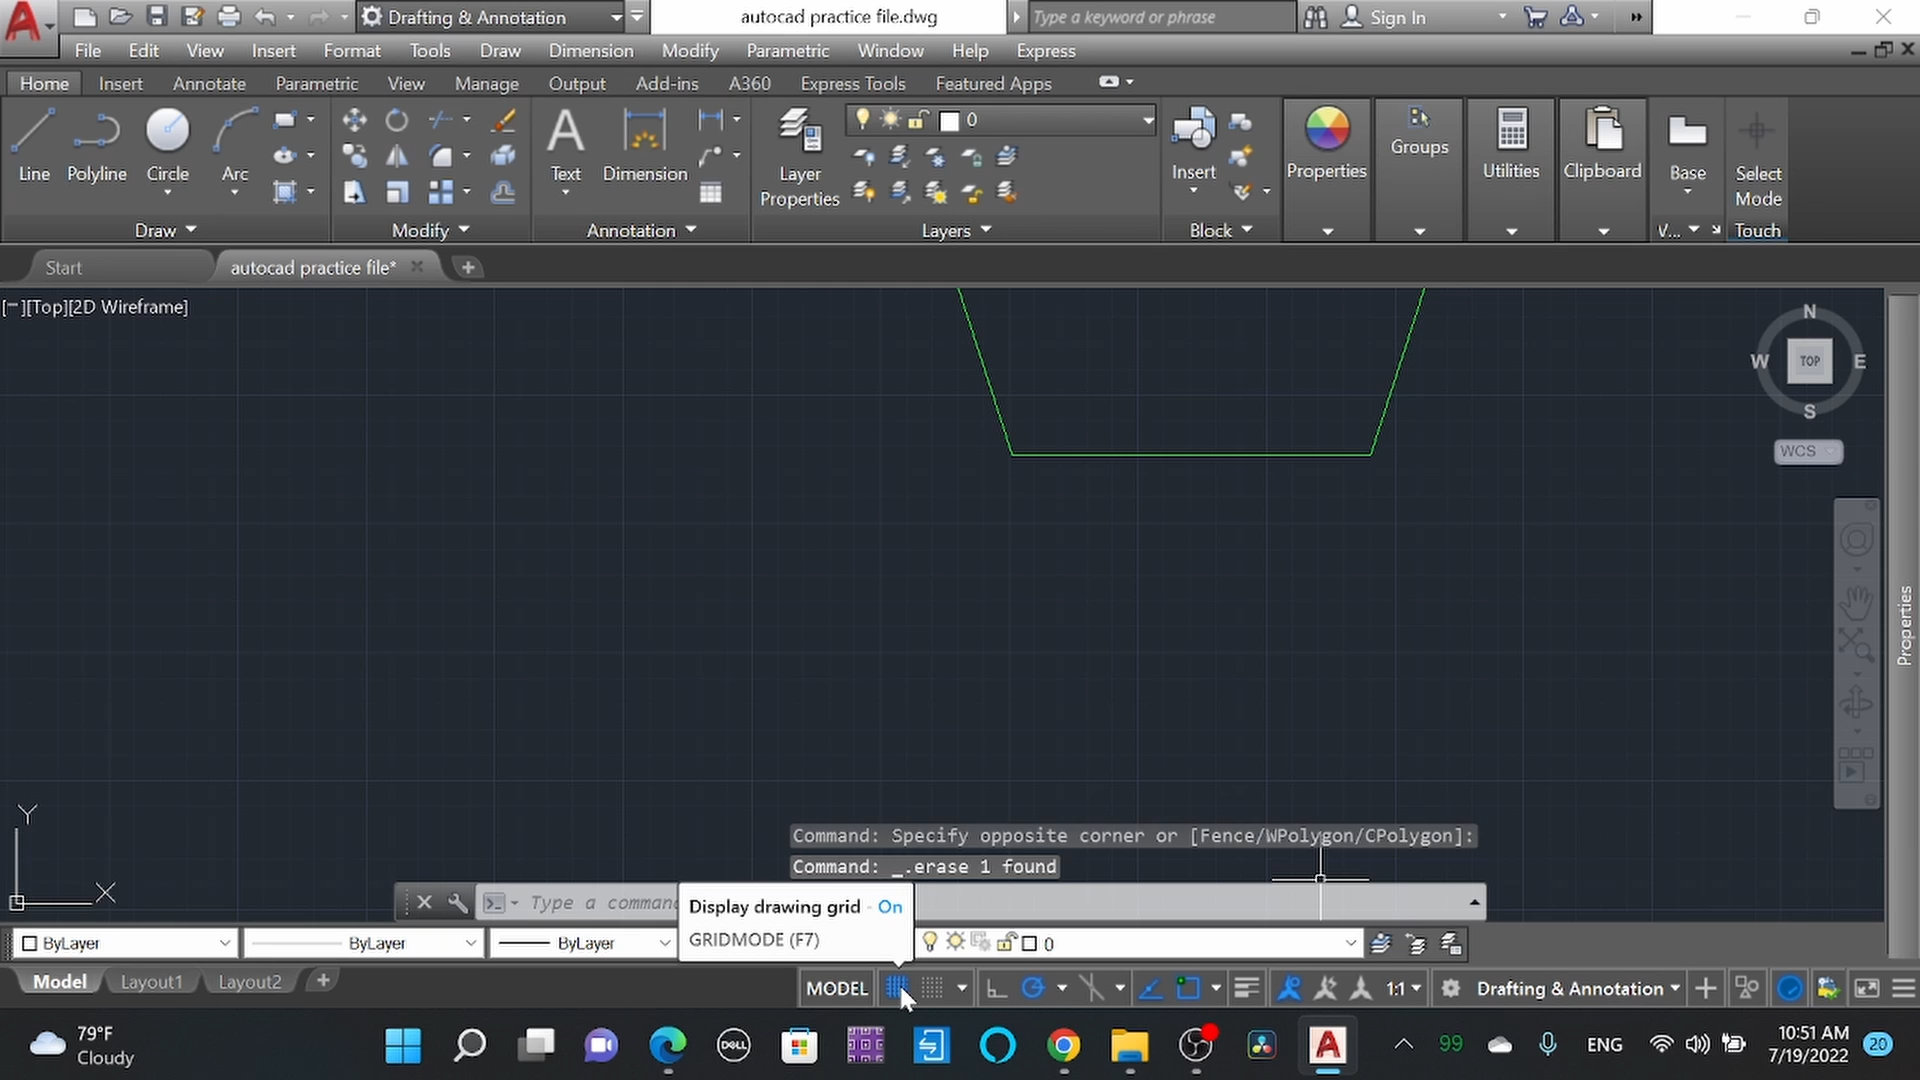 Drafting & Annotation
autocad practice file.dwg
Type a keyword or phrase
Sign In
File Edit View Insert Format Tools Draw Dimension Modify Parametric Window Help Express
Home Insert Annotate Parametric View Manage Output Add-ins A360 Express Tools Featured Apps
0
Line Polyline Circle Arc Text Dimension Layer Properties Insert Properties Groups Utilities Clipboard Base Select Mode
Draw Modify Annotation Layers Block V... Touch
Start autocad practice file*
[−][Top][2D Wireframe]
N
W TOP E
S
WCS
Properties
Y
X
Command: Specify opposite corner or [Fence/WPolygon/CPolygon]:
Command: _.erase 1 found
Type a comman
Display drawing grid - On
GRIDMODE (F7)
ByLayer ByLayer ByLayer 0
Model Layout1 Layout2 MODEL 1:1 Drafting & Annotation
79°F
Cloudy
DELL
A
99
ENG
10:51 AM
7/19/2022
20